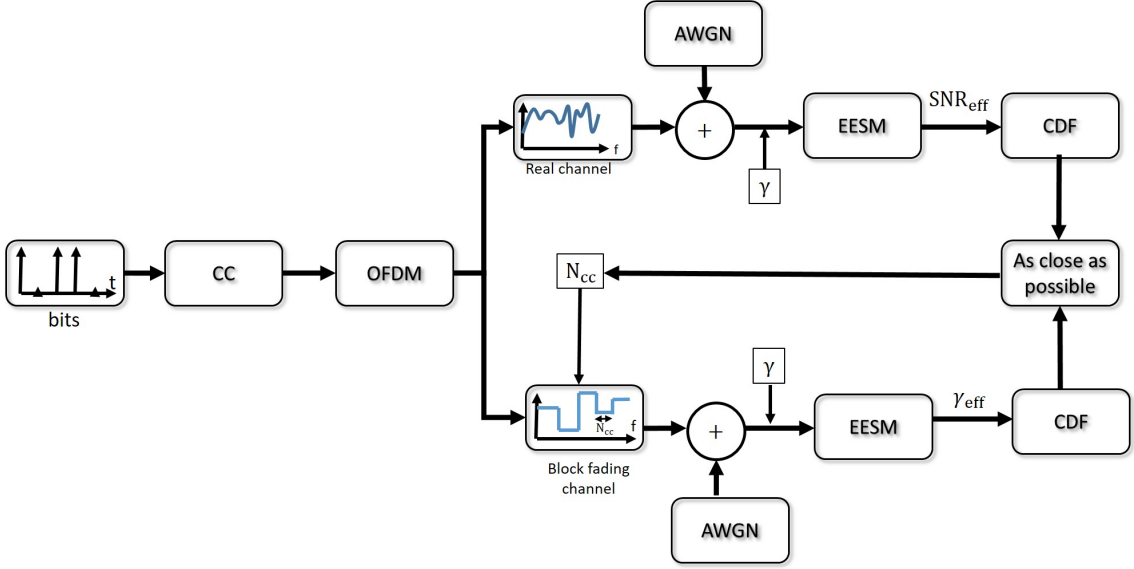 AWGN
f
Real channel
+
γ
EESM
SNR_eff
CDF
t
bits
CC
OFDM
N_cc
As close as
possible
f
N_cc
Block fading
channel
+
γ
EESM
γ_eff
CDF
AWGN